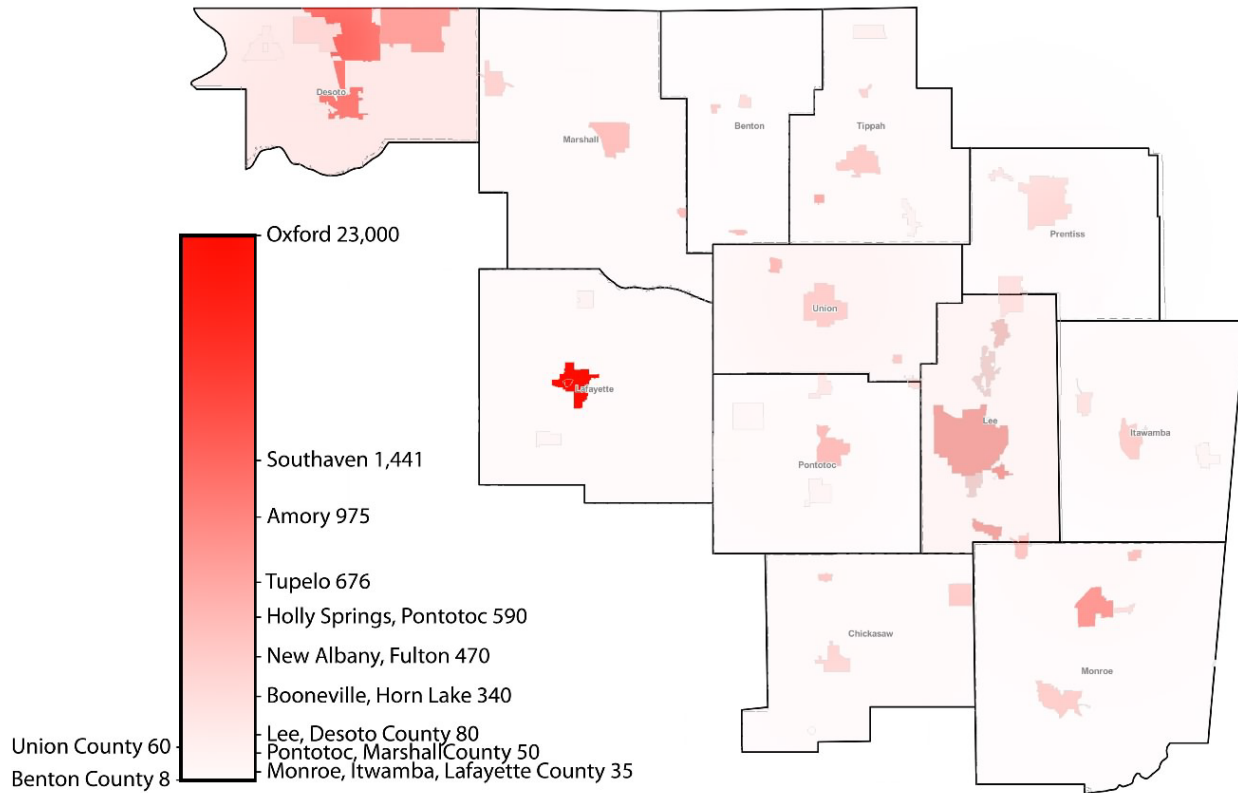 Desoto
Marshall
Benton
Tippah
Prentiss
Union
Lafayette
Lee
Itawamba
Pontotoc
Chickasaw
Monroe
Oxford 23,000
Southaven 1,441
Amory 975
Tupelo 676
Holly Springs, Pontotoc 590
New Albany, Fulton 470
Booneville, Horn Lake 340
Lee, Desoto County 80
Union County 60
Pontotoc, MarshallCounty 50
Monroe, Itwamba, Lafayette County 35
Benton County 8